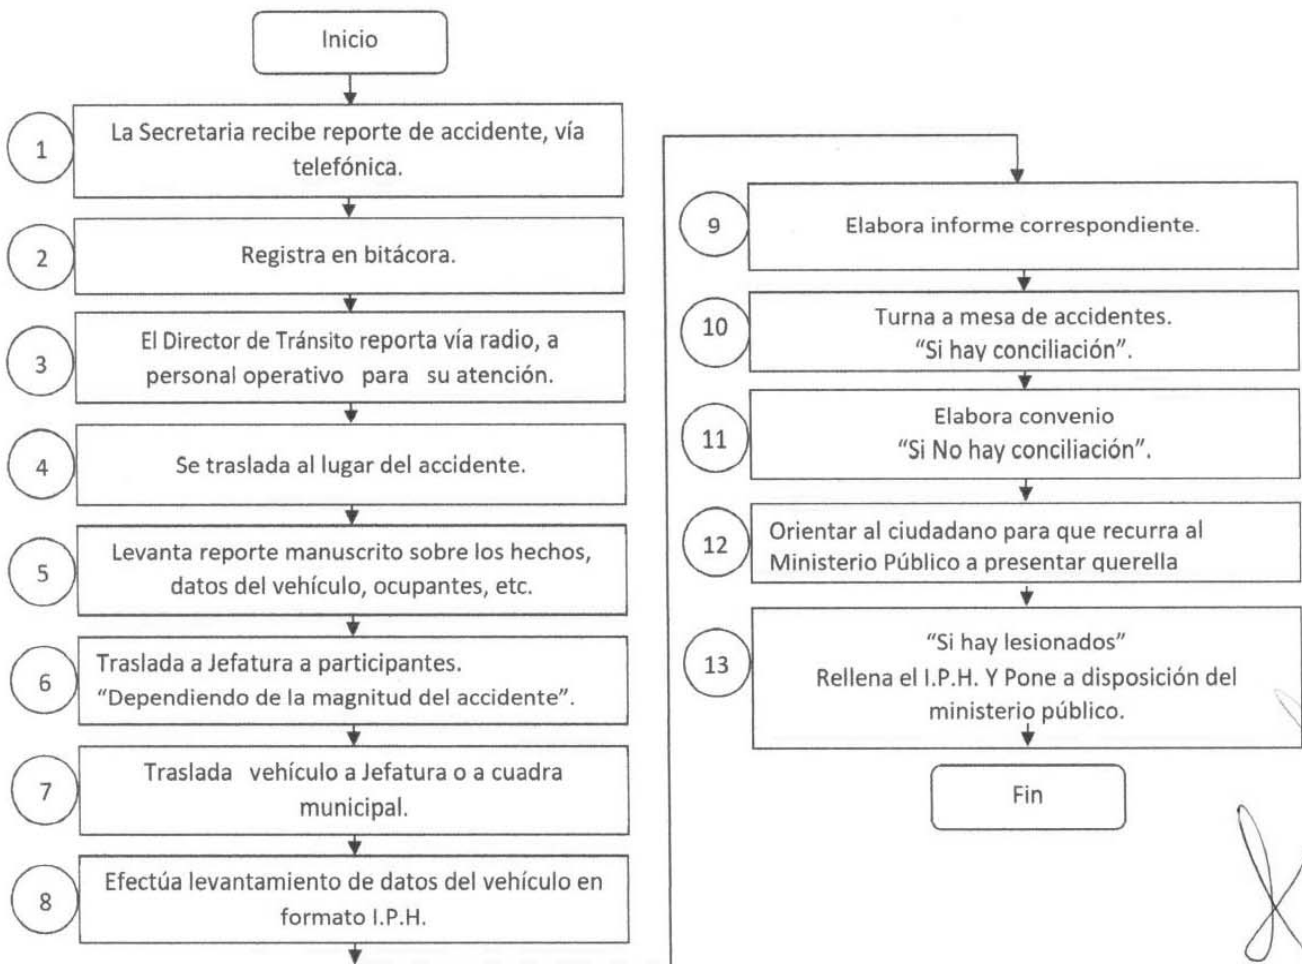 Inicio
1
La Secretaria recibe reporte de accidente, vía
telefónica.
2
Registra en bitácora.
3
El Director de Tránsito reporta vía radio, a
personal operativo para su atención.
4
Se traslada al lugar del accidente.
5
Levanta reporte manuscrito sobre los hechos,
datos del vehículo, ocupantes, etc.
6
Traslada a Jefatura a participantes.
“Dependiendo de la magnitud del accidente”.
7
Traslada vehículo a Jefatura o a cuadra
municipal.
8
Efectúa levantamiento de datos del vehículo en
formato I.P.H.
9
Elabora informe correspondiente.
10
Turna a mesa de accidentes.
“Si hay conciliación”.
11
Elabora convenio
“Si No hay conciliación”.
12
Orientar al ciudadano para que recurra al
Ministerio Público a presentar querella
13
“Si hay lesionados”
Rellena el I.P.H. Y Pone a disposición del
ministerio público.
Fin